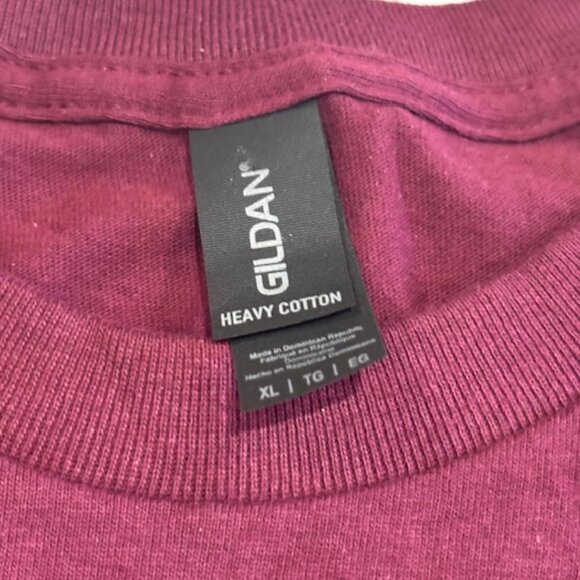 GILDAN®
HEAVY COTTON
Made in Dominican Republic
Fabriqué en République
Dominicaine
Hecho en República Dominicana
XL | TG | EG